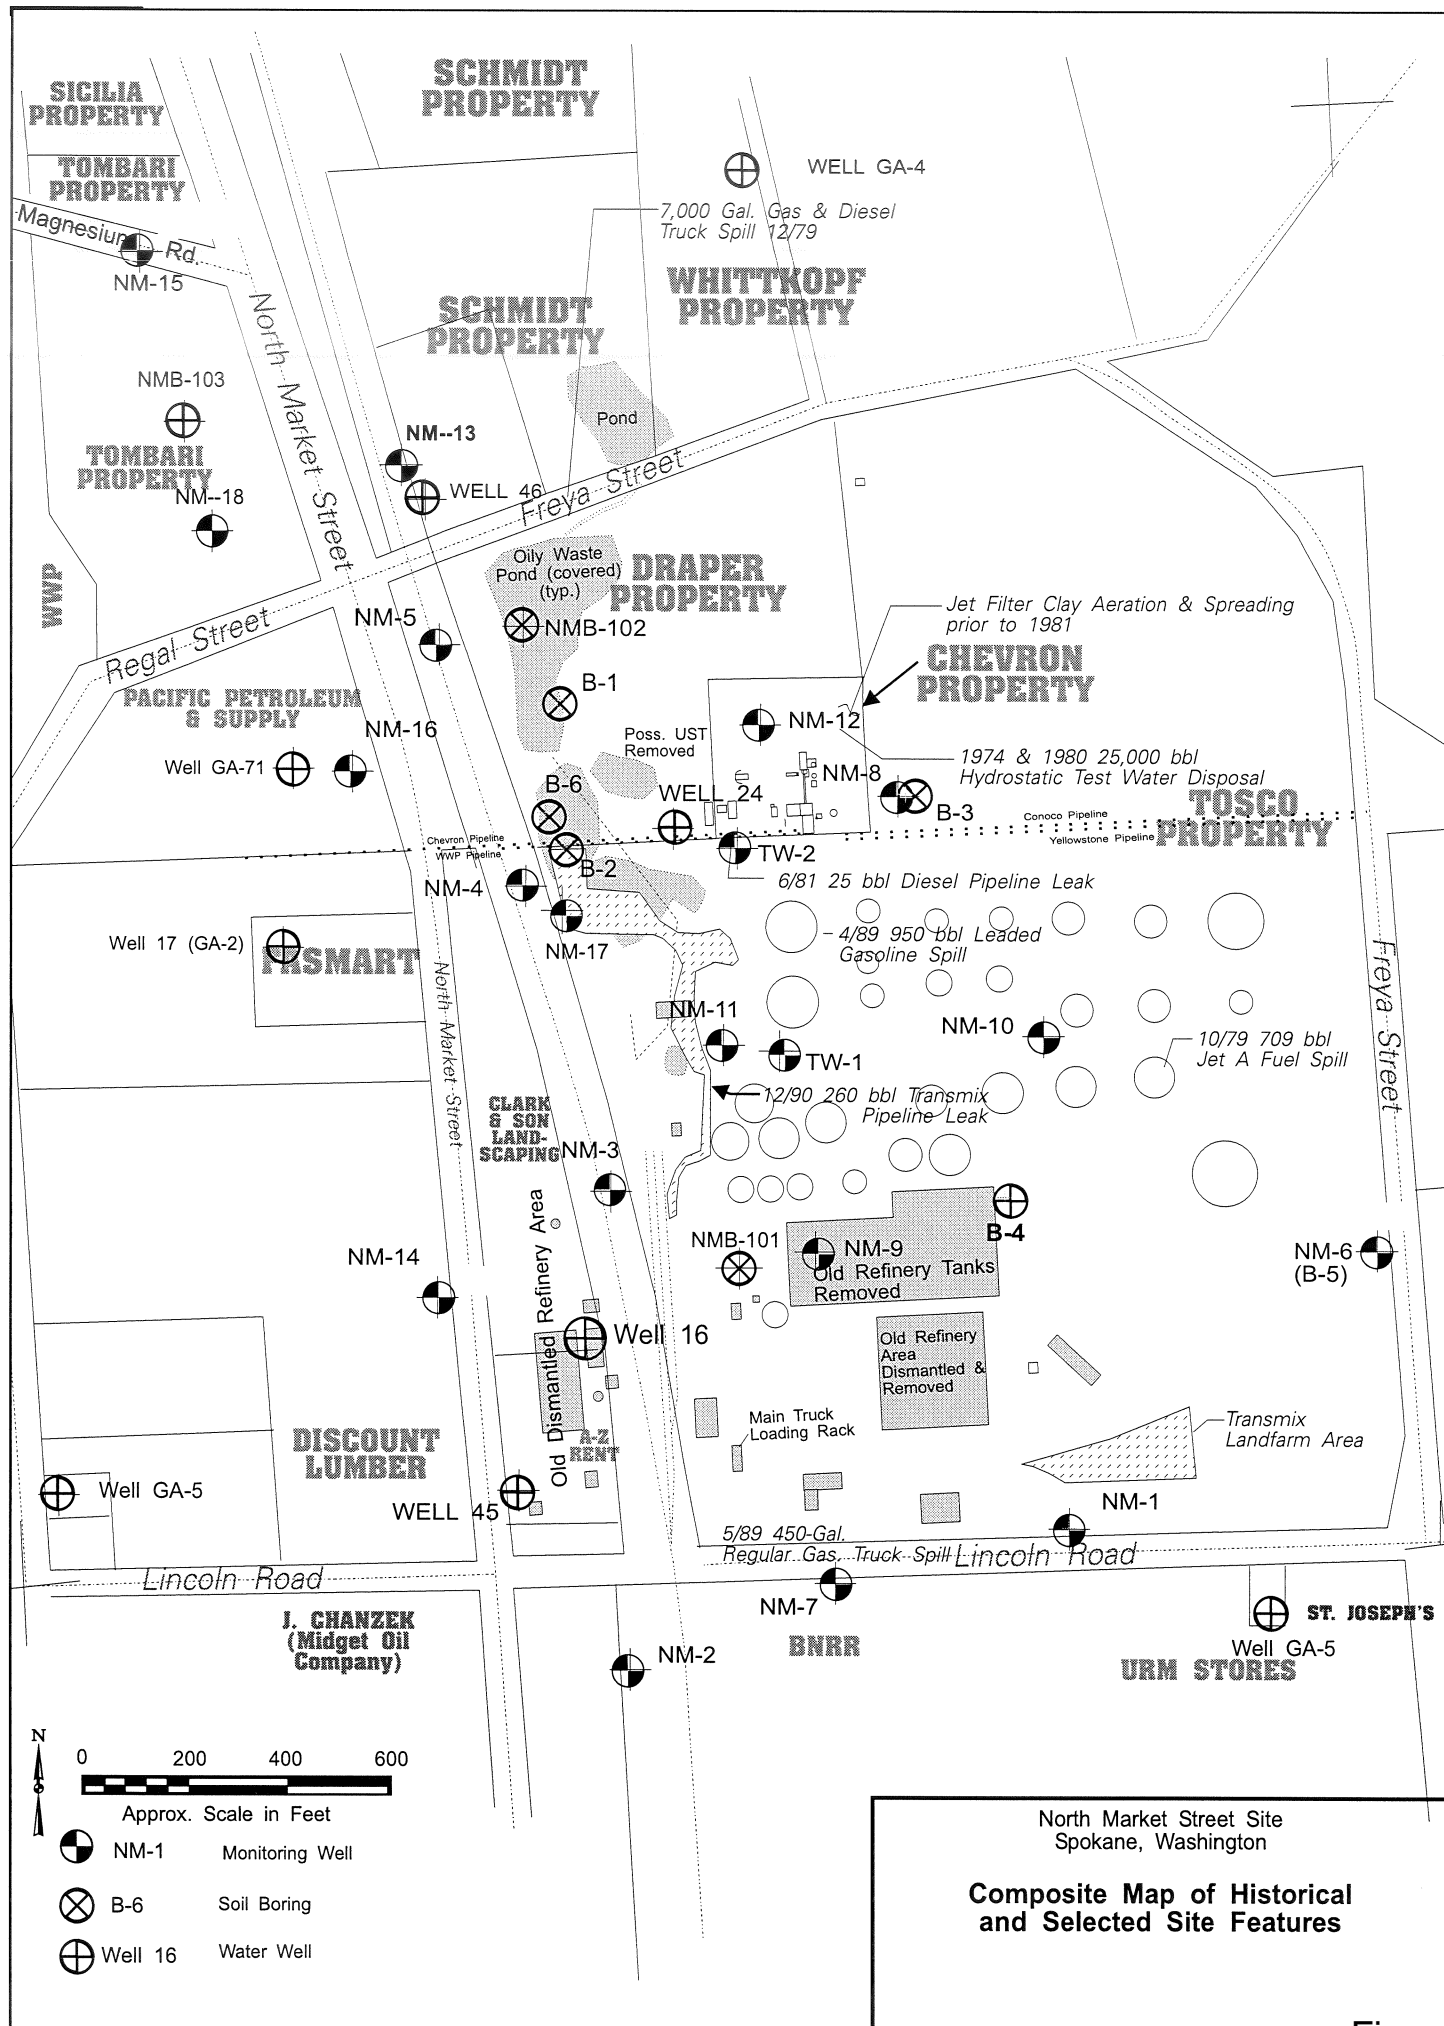 SCHMIDT
PROPERTY
SICILIA
PROPERTY
TOMBARI
PROPERTY
WELL GA-4
7,000 Gal. Gas & Diesel
Truck Spill 12/79
Magnesium Rd.
NM-15
WHITTKOPF
PROPERTY
SCHMIDT
PROPERTY
North Market Street
NMB-103
Pond
NM--13
TOMBARI
PROPERTY
NM--18
WELL 46
Freya Street
WWP
Oily Waste
Pond (covered)
(typ.)
DRAPER
PROPERTY
Jet Filter Clay Aeration & Spreading
prior to 1981
NM-5
NMB-102
Regal Street
CHEVRON
PROPERTY
PACIFIC PETROLEUM
& SUPPLY
B-1
NM-16
NM-12
Poss. UST
Removed
Well GA-71
1974 & 1980 25,000 bbl
Hydrostatic Test Water Disposal
NM-8
B-6
WELL 24
B-3
TOSCO
PROPERTY
Conoco Pipeline
Yellowstone Pipeline
Chevron Pipeline
WWP Pipeline
B-2
TW-2
NM-4
6/81 25 bbl Diesel Pipeline Leak
Well 17 (GA-2)
NM-17
4/89 950 bbl Leaded
Gasoline Spill
North Market Street
Freya Street
NM-11
NM-10
10/79 709 bbl
Jet A Fuel Spill
TW-1
12/90 260 bbl Transmix
Pipeline Leak
CLARK
& SON
LAND-
SCAPING
NM-3
Old Dismantled Refinery Area
B-4
NMB-101
NM-9
Old Refinery Tanks
Removed
NM-6
(B-5)
NM-14
Well 16
Old Refinery
Area
Dismantled &
Removed
Main Truck
Loading Rack
Transmix
Landfarm Area
DISCOUNT
LUMBER
A-Z
RENT
Well GA-5
WELL 45
NM-1
5/89 450-Gal.
Regular Gas. Truck Spill
Lincoln Road
Lincoln Road
NM-7
J. CHANZEK
(Midget Oil
Company)
BNRR
ST. JOSEPH'S
Well GA-5
NM-2
URM STORES
N
0 200 400 600
Approx. Scale in Feet
NM-1 Monitoring Well
B-6 Soil Boring
Well 16 Water Well
North Market Street Site
Spokane, Washington
Composite Map of Historical
and Selected Site Features